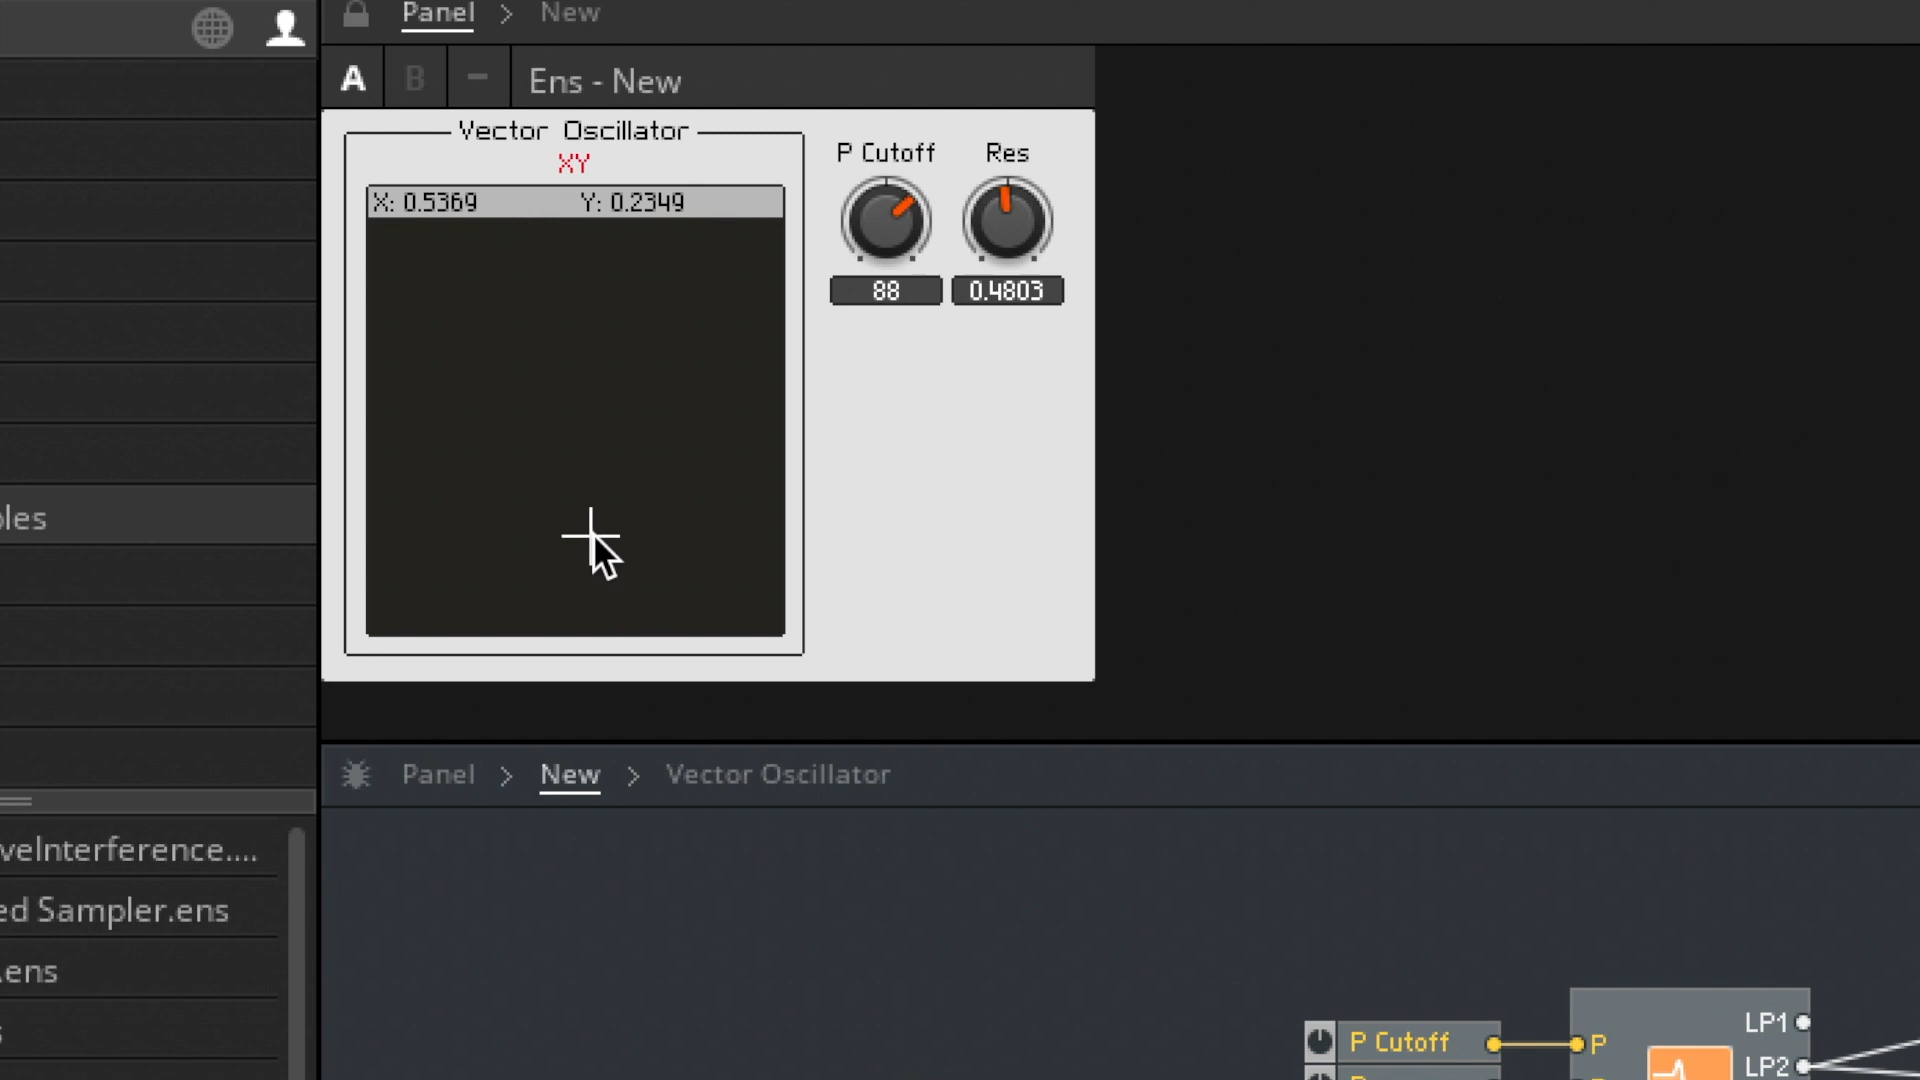 Panel > New
A B - Ens - New
Vector Oscillator
XY
X: 0.5369 Y: 0.2349
P Cutoff Res
88 0.4803
Panel > New > Vector Oscillator
ples
veInterference....
ed Sampler.ens
.ens
P Cutoff P LP1
LP2